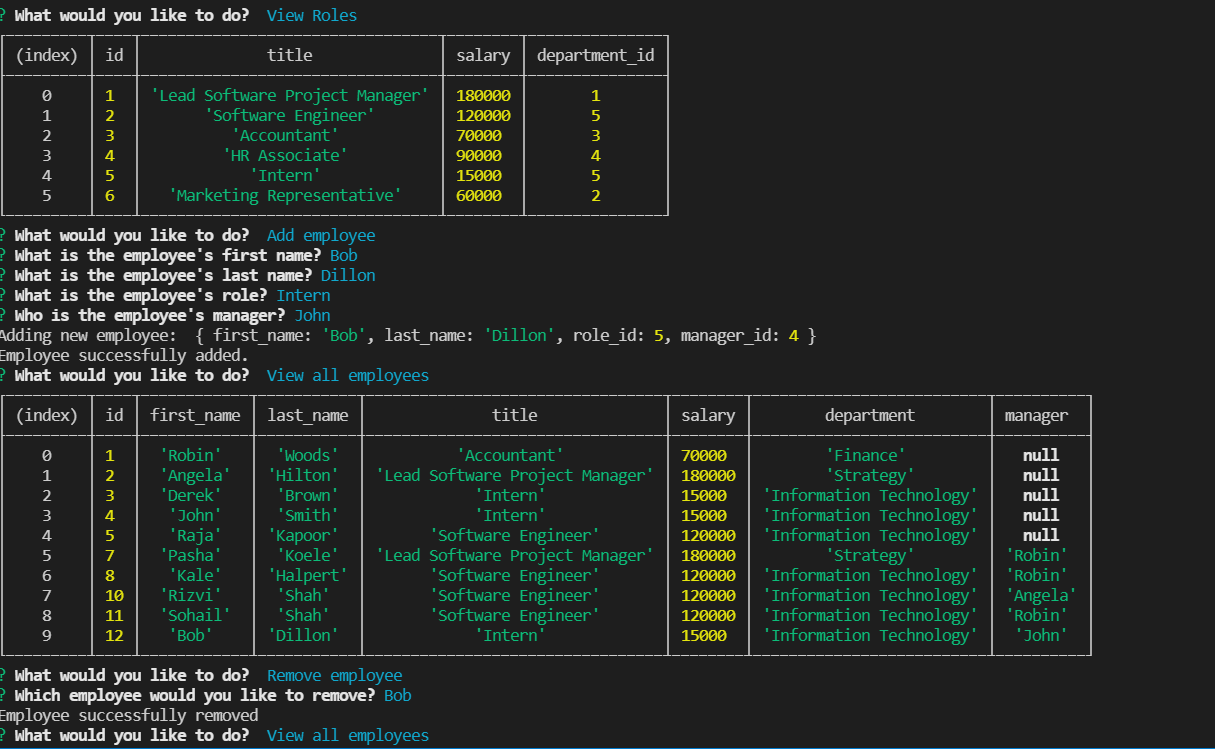 ? What would you like to do?  View Roles
(index) id title salary department_id
0 1 'Lead Software Project Manager' 180000 1
1 2 'Software Engineer' 120000 5
2 3 'Accountant' 70000 3
3 4 'HR Associate' 90000 4
4 5 'Intern' 15000 5
5 6 'Marketing Representative' 60000 2
? What would you like to do?  Add employee
? What is the employee's first name? Bob
? What is the employee's last name? Dillon
? What is the employee's role? Intern
? Who is the employee's manager? John
Adding new employee:  { first_name: 'Bob', last_name: 'Dillon', role_id: 5, manager_id: 4 }
Employee successfully added.
? What would you like to do?  View all employees
(index) id first_name last_name title salary department manager
0 1 'Robin' 'Woods' 'Accountant' 70000 'Finance' null
1 2 'Angela' 'Hilton' 'Lead Software Project Manager' 180000 'Strategy' null
2 3 'Derek' 'Brown' 'Intern' 15000 'Information Technology' null
3 4 'John' 'Smith' 'Intern' 15000 'Information Technology' null
4 5 'Raja' 'Kapoor' 'Software Engineer' 120000 'Information Technology' null
5 7 'Pasha' 'Koele' 'Lead Software Project Manager' 180000 'Strategy' 'Robin'
6 8 'Kale' 'Halpert' 'Software Engineer' 120000 'Information Technology' 'Robin'
7 10 'Rizvi' 'Shah' 'Software Engineer' 120000 'Information Technology' 'Angela'
8 11 'Sohail' 'Shah' 'Software Engineer' 120000 'Information Technology' 'Robin'
9 12 'Bob' 'Dillon' 'Intern' 15000 'Information Technology' 'John'
? What would you like to do?  Remove employee
? Which employee would you like to remove? Bob
Employee successfully removed
? What would you like to do?  View all employees